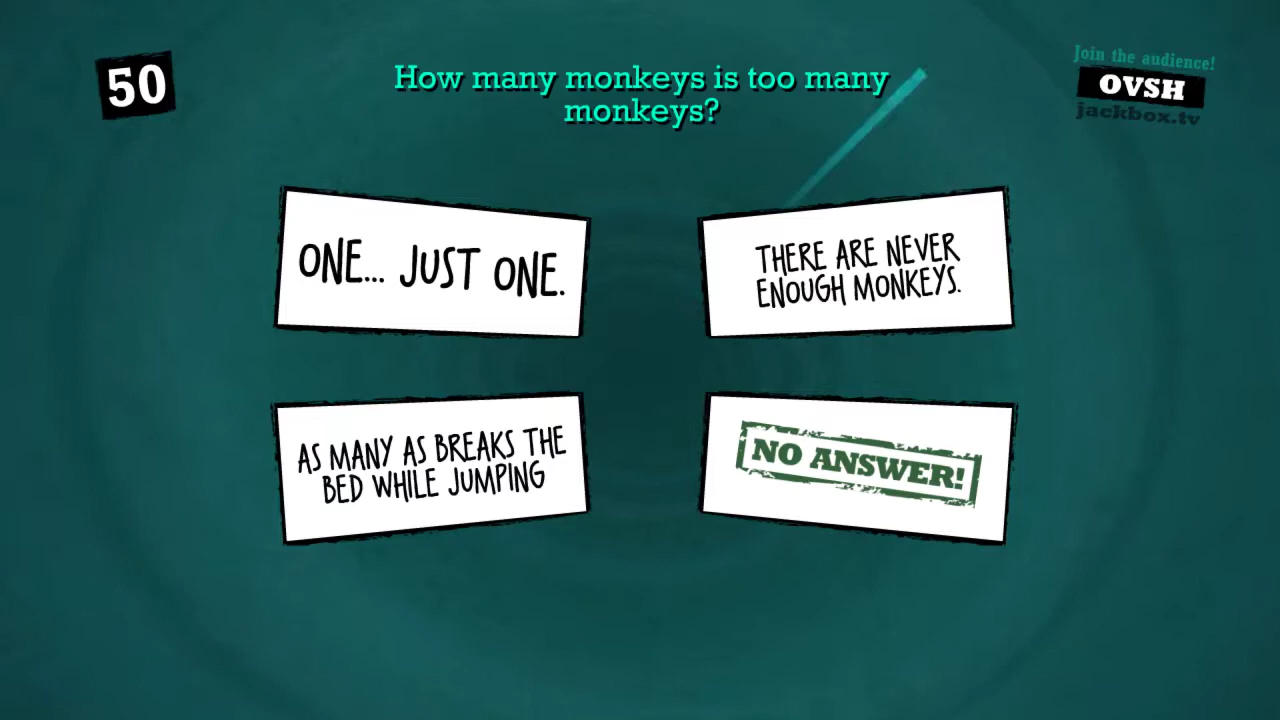 50
How many monkeys is too many
monkeys?
Join the audience!
OVSH
jackbox.tv
ONE... JUST ONE.
THERE ARE NEVER
ENOUGH MONKEYS.
AS MANY AS BREAKS THE
BED WHILE JUMPING
NO ANSWER!